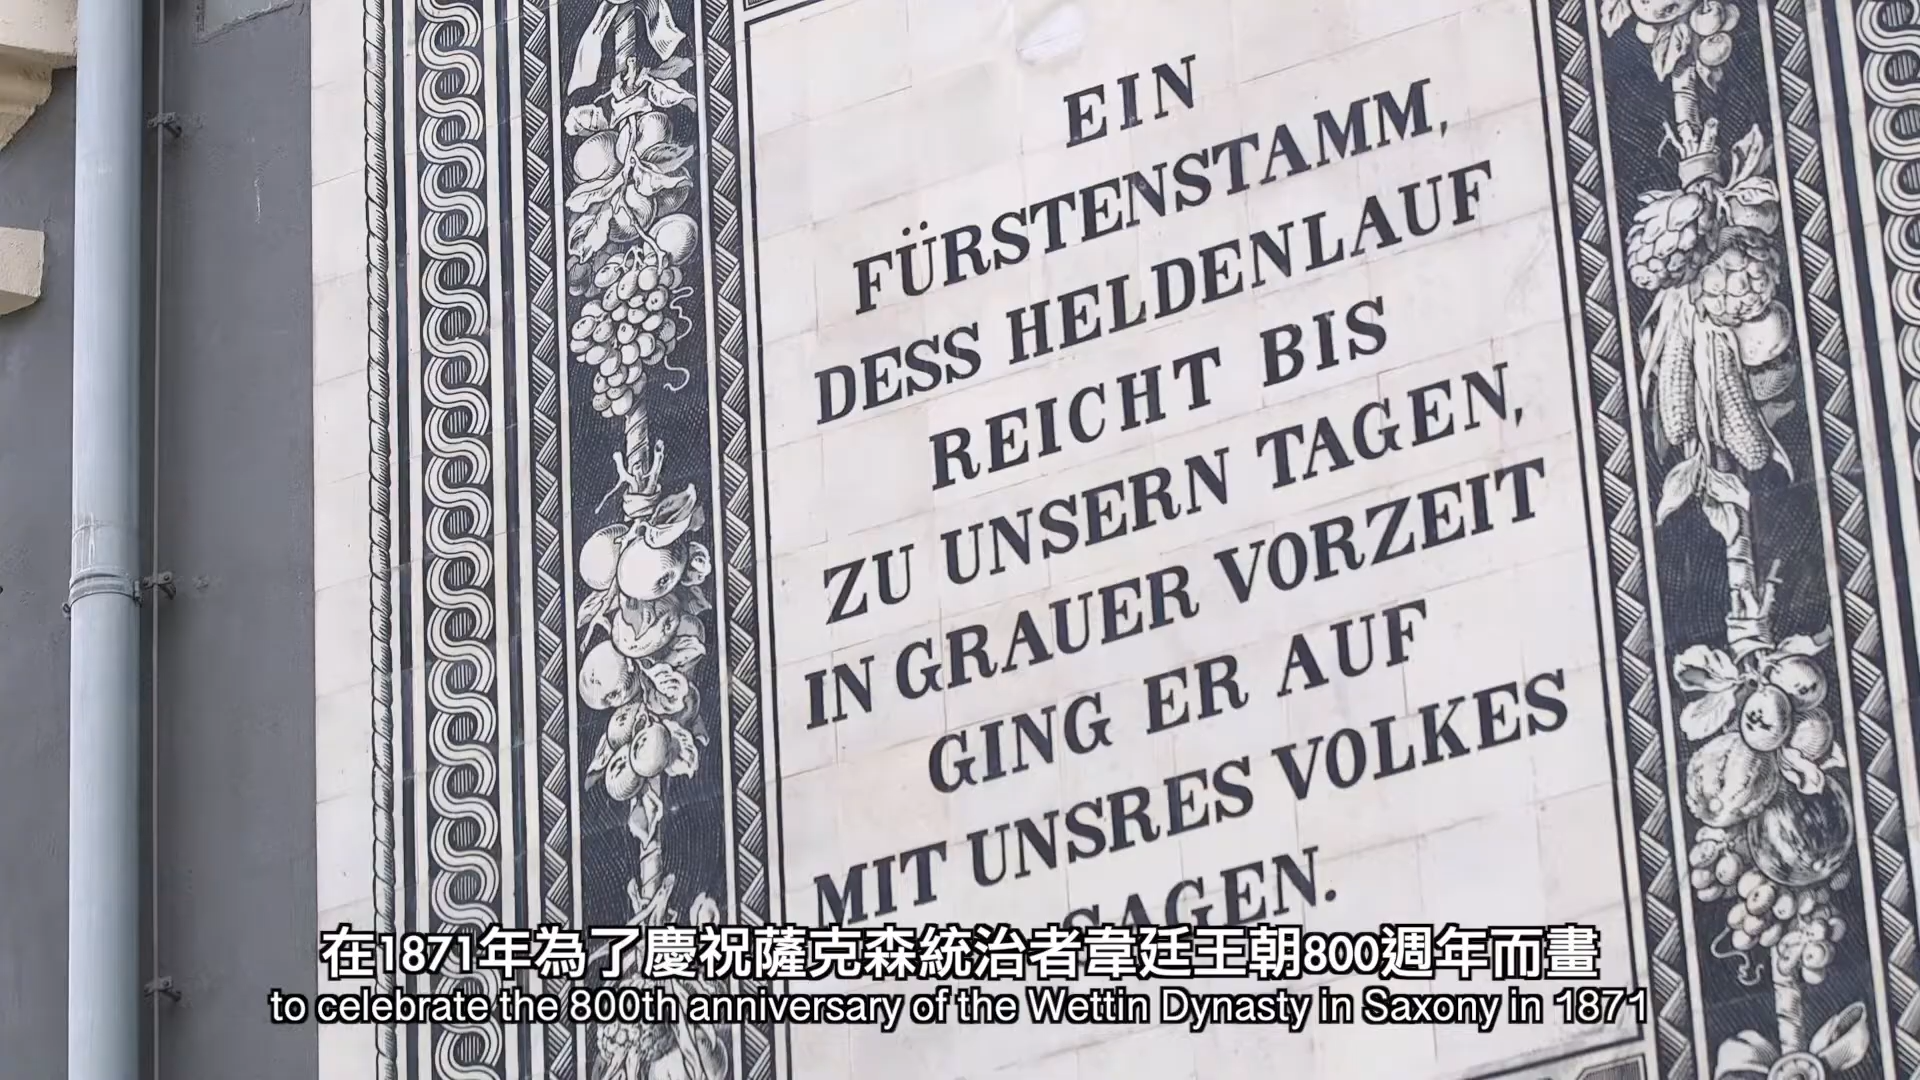 EIN
FÜRSTENSTAMM,
DESS HELDENLAUF
REICHT BIS
ZU UNSERN TAGEN,
IN GRAUER VORZEIT
GING ER AUF
MIT UNSRES VOLKES
SAGEN.
在1871年為了慶祝薩克森統治者韋廷王朝800週年而畫
to celebrate the 800th anniversary of the Wettin Dynasty in Saxony in 1871